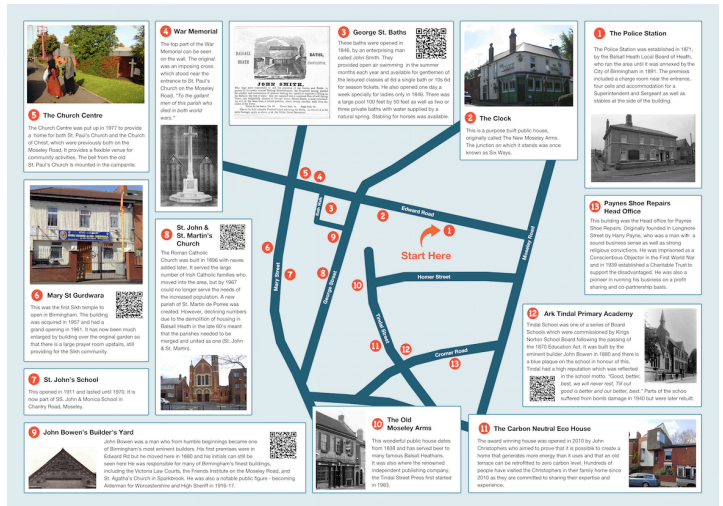 1 The Police Station
The Police Station was established in 1871,
by the Balsall Heath Local Board of Health,
who ran the area until it was annexed by the
City of Birmingham in 1891. The premises
included a charge room near the entrance,
four cells and accommodation for a
Superintendent and Sergeant as well as
stables at the side of the building.
2 The Clock
This is a purpose built public house,
originally called The New Moseley Arms.
The junction on which it stands was once
known as Six Ways.
3 George St. Baths
These baths were opened in
1846, by an enterprising man
called John Smith. They
provided open air swimming in the summer
months each year and available for gentlemen of
the leisured classes at 6d a single bath or 10s 6d
for season tickets. He also opened one day a
week specially for ladies only in 1846. There was
a large pool 100 feet by 50 feet as well as two or
three private baths with water supplied by a
natural spring. Stabling for horses was available.
BALSALL
HEATH
BATHS,
JOHN SMITH,
4 War Memorial
The top part of the War
Memorial can be seen
on the wall. The original
was an imposing cross
which stood near the
entrance to St. Paul's
Church on the Moseley
Road. "To the gallant
men of this parish who
died in both world
wars."
5 The Church Centre
The Church Centre was put up in 1977 to provide
a home for both St. Paul's Church and the Church
of Christ, which were previously both on the
Moseley Road. It provides a flexible venue for
community activities. The bell from the old
St. Paul's Church is mounted in the campanile.
6 Mary St Gurdwara
This was the first Sikh temple to
open in Birmingham. The building
was acquired in 1957 and had a
grand opening in 1961. It has now been much
enlarged by building over the original garden so
that there is a large prayer room upstairs, still
providing for the Sikh community.
7 St. John's School
This opened in 1911 and lasted until 1970. It is
now part of SS. John & Monica School in
Chantry Road, Moseley.
8 St. John &
St. Martin's
Church
The Roman Catholic
Church was built in 1896 with naves
added later. It served the large
number of Irish Catholic families who
moved into the area, but by 1967
could no longer serve the needs of
the increased population. A new
parish of St. Martin de Porres was
created. However, declining numbers
due to the demolition of housing in
Balsall Heath in the late 60's meant
that the parishes needed to be
merged and united as one (St. John
& St. Martin).
9 John Bowen's Builder's Yard
John Bowen was a man who from humble beginnings became one
of Birmingham's most eminent builders. His first premises were in
Edward Rd but he moved here in 1880 and his initials can still be
seen here He was responsible for many of Birmingham's finest buildings,
including the Victoria Law Courts, the Friends Institute on the Moseley Road, and
St. Agatha's Church in Sparkbrook. He was also a notable public figure - becoming
Alderman for Worcestershire and High Sheriff in 1916-17.
10 The Old
Moseley Arms
This wonderful public house dates
from 1839 and has served beer to
many famous Balsall Heathans.
It was also where the renowned
independent publishing company,
the Tindal Street Press first started
in 1983.
11 The Carbon Neutral Eco House
The award winning house was opened in 2010 by John
Christophers who aimed to prove that it is possible to create a
home that generates more energy than it uses and that an old
terrace can be retrofitted to zero carbon level. Hundreds of
people have visited the Christophers in their family home since
2010 as they are committed to sharing their expertise and
experience.
12 Ark Tindal Primary Academy
Tindal School was one of a series of Board
Schools which were commissioned by Kings
Norton School Board following the passing of
the 1870 Education Act. It was built by the
eminent builder John Bowen in 1880 and there is
a blue plaque on the school in honour of this.
Tindal had a high reputation which was reflected
in the school motto. "Good, better,
best, we will never rest, Till out
good is better and our better, best." Parts of the school
suffered from bomb damage in 1940 but were later rebuilt.
13 Paynes Shoe Repairs
Head Office
This building was the Head office for Paynes
Shoe Repairs. Originally founded in Longmore
Street by Harry Payne, who was a man with a
sound business sense as well as strong
religious convictions. He was imprisoned as a
Conscientious Objector in the First World War
and in 1939 established a Charitable Trust to
support the disadvantaged. He was also a
pioneer in running his business on a profit
sharing and co-partnership basis.
5 4
Edward Road
2
1
Start Here
9
6
7
8
Mary Street
George Street
Moseley Road
Homer Street
10
Tindal Street
11
12
Cromer Road
13